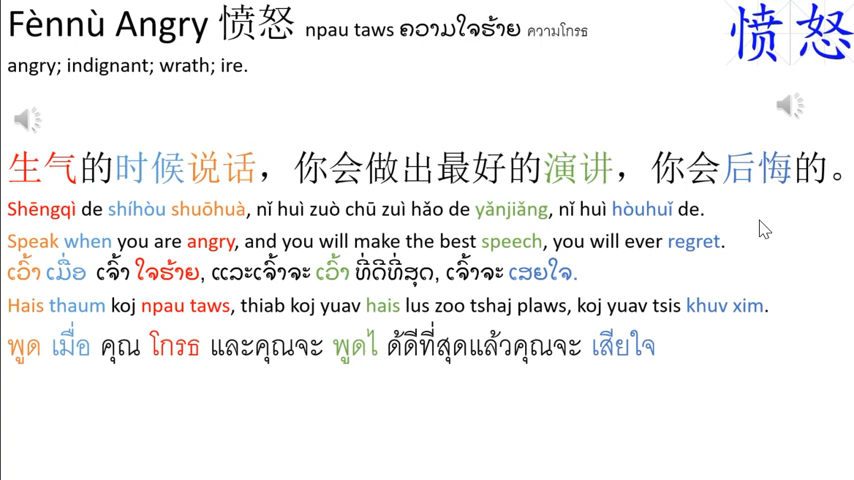 Fènnù Angry 愤怒 npau taws ຄວາມໃຈຮ້າຍ ความโกรธ
愤怒
angry; indignant; wrath; ire.
生气的时候说话，你会做出最好的演讲，你会后悔的。
Shēngqì de shíhòu shuōhuà, nǐ huì zuò chū zuì hǎo de yǎnjiǎng, nǐ huì hòuhuǐ de.
Speak when you are angry, and you will make the best speech, you will ever regret.
ເວົ້າ ເມື່ອ ເຈົ້າ ໃຈຮ້າຍ, ແລະເຈົ້າຈະ ເວົ້າ ທີ່ດີທີ່ສຸດ, ເຈົ້າຈະ ເສຍໃຈ.
Hais thaum koj npau taws, thiab koj yuav hais lus zoo tshaj plaws, koj yuav tsis khuv xim.
พูด เมื่อ คุณ โกรธ และคุณจะ พูดไ ด้ดีที่สุดแล้วคุณจะ เสียใจ